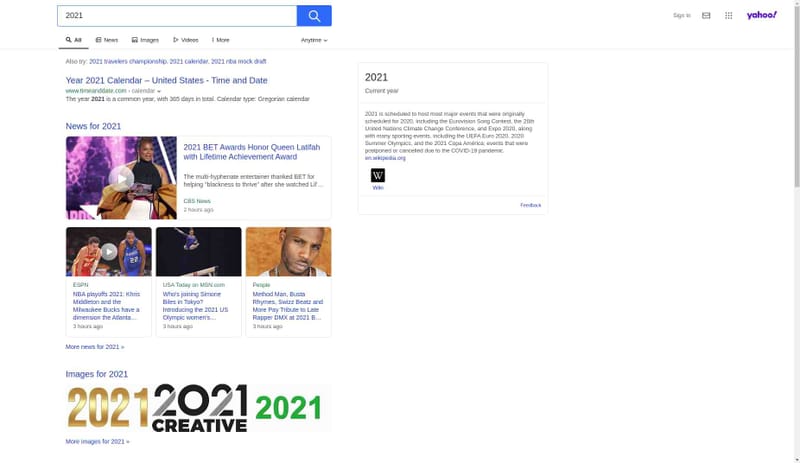 2021
Sign In
yahoo!
All
News
Images
Videos
More
Anytime
Also try: 2021 travelers championship, 2021 calendar, 2021 nba mock draft
Year 2021 Calendar – United States - Time and Date
www.timeanddate.com › calendar
The year 2021 is a common year, with 365 days in total. Calendar type: Gregorian calendar
News for 2021
2021 BET Awards Honor Queen Latifah
with Lifetime Achievement Award
The multi-hyphenate entertainer thanked BET for
helping "blackness to thrive" after she watched Lif ...
CBS News
2 hours ago
ESPN
NBA playoffs 2021: Khris
Middleton and the
Milwaukee Bucks have a
dimension the Atlanta…
3 hours ago
USA Today on MSN.com
Who's joining Simone
Biles in Tokyo?
Introducing the 2021 US
Olympic women's…
3 hours ago
People
Method Man, Busta
Rhymes, Swizz Beatz and
More Pay Tribute to Late
Rapper DMX at 2021 B…
3 hours ago
More news for 2021 »
Images for 2021
2021
2021
CREATIVE
2021
More Images for 2021 »
2021
Current year
2021 is scheduled to host most major events that were originally
scheduled for 2020, including the Eurovision Song Contest, the 26th
United Nations Climate Change Conference, and Expo 2020, along
with many sporting events, including the UEFA Euro 2020, 2020
Summer Olympics, and the 2021 Copa América; events that were
postponed or canceled due to the COVID-19 pandemic.
en.wikipedia.org
W
Wiki
Feedback